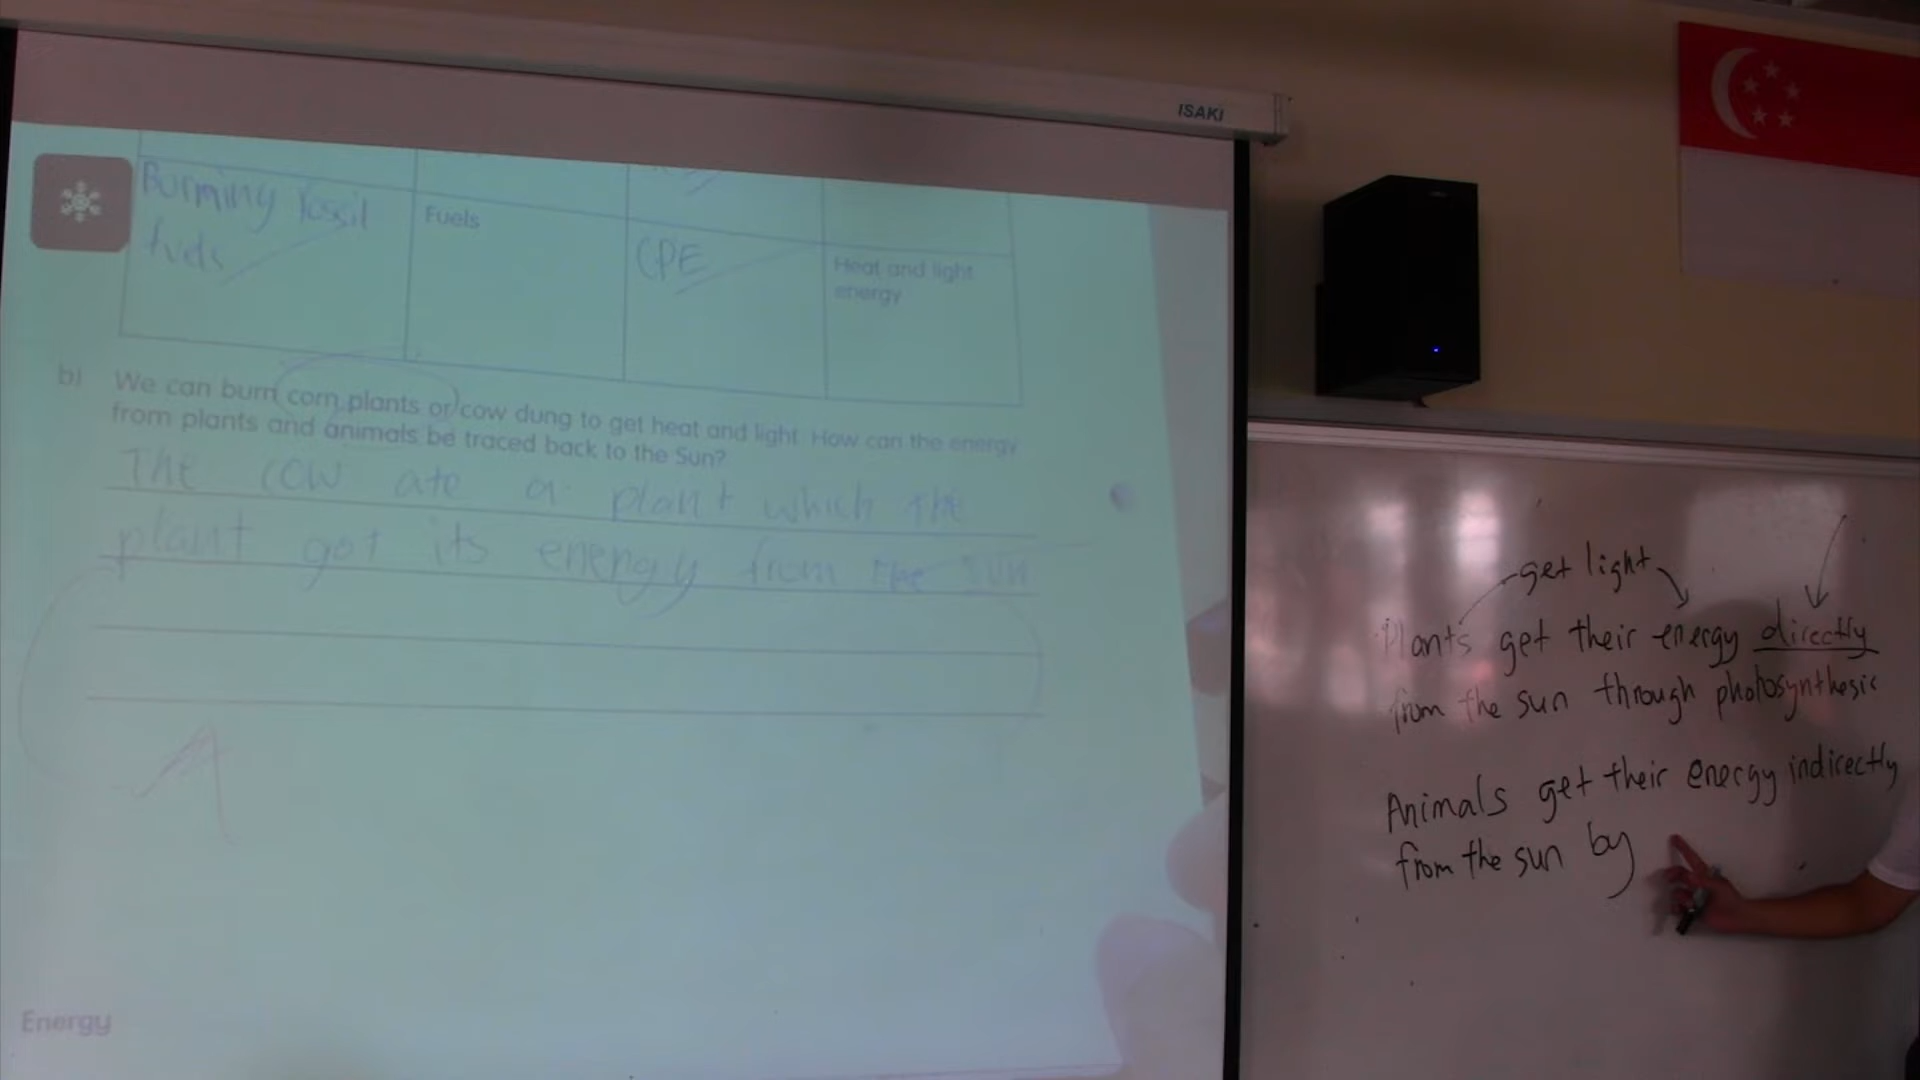 ISAKI
Burning fossil
fuels
Fuels
CPE
Heat and light
energy
b) We can burn corn plants or cow dung to get heat and light. How can the energy
from plants and animals be traced back to the Sun?
The cow ate a plant which the
plant got its energy from the sun
Energy
get light
Plants get their energy directly
from the sun through photosynthesis
Animals get their energy indirectly
from the sun by